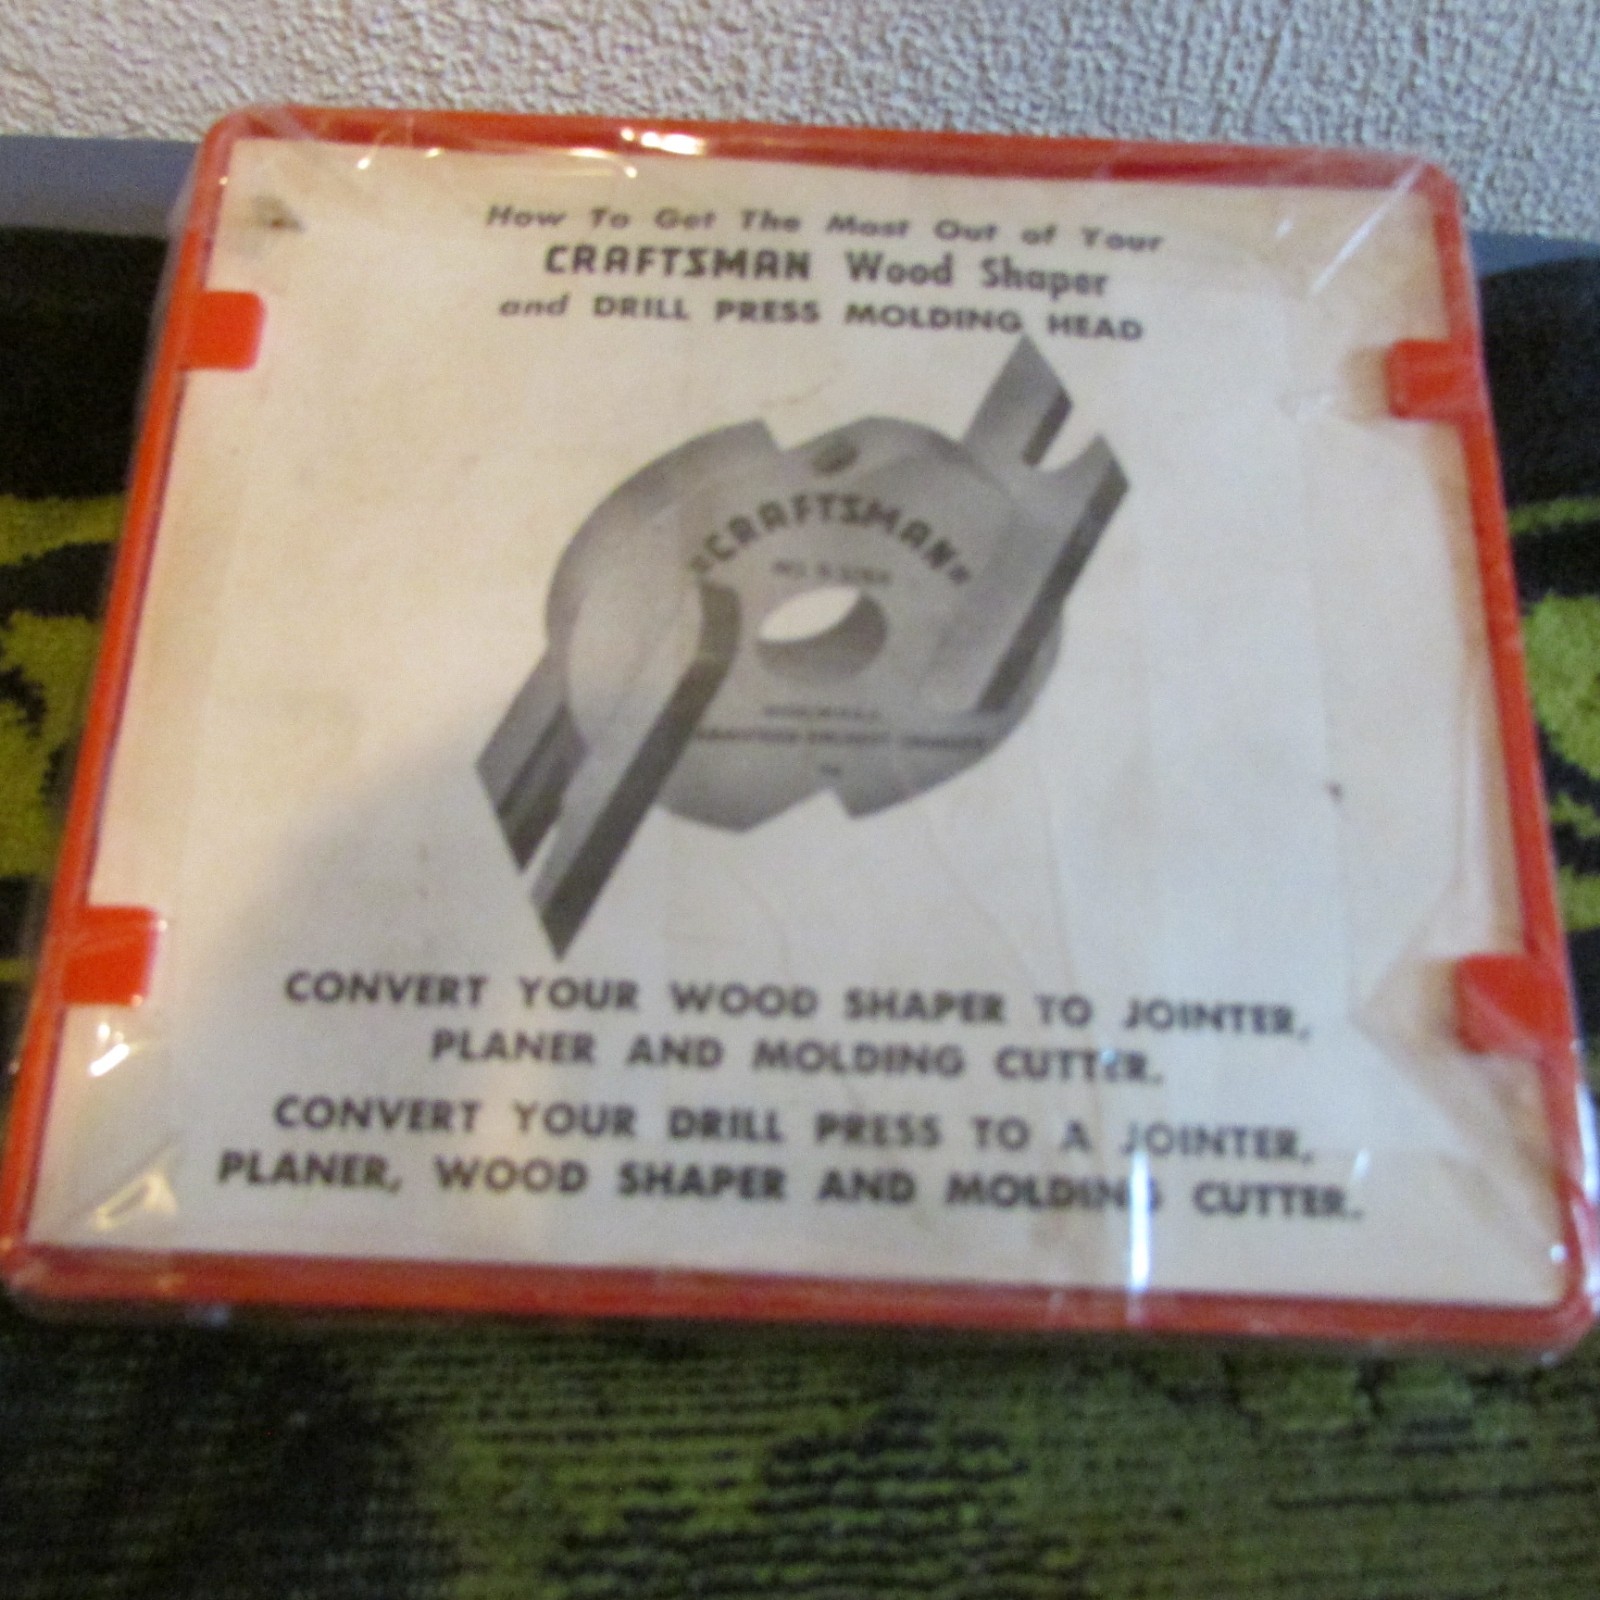 How To Get The Most Out of Your
CRAFTSMAN Wood Shaper
and DRILL PRESS MOLDING HEAD
"CRAFTSMAN"
NO.
CONVERT YOUR WOOD SHAPER TO JOINTER,
PLANER AND MOLDING CUTTER.
CONVERT YOUR DRILL PRESS TO A JOINTER,
PLANER, WOOD SHAPER AND MOLDING CUTTER.